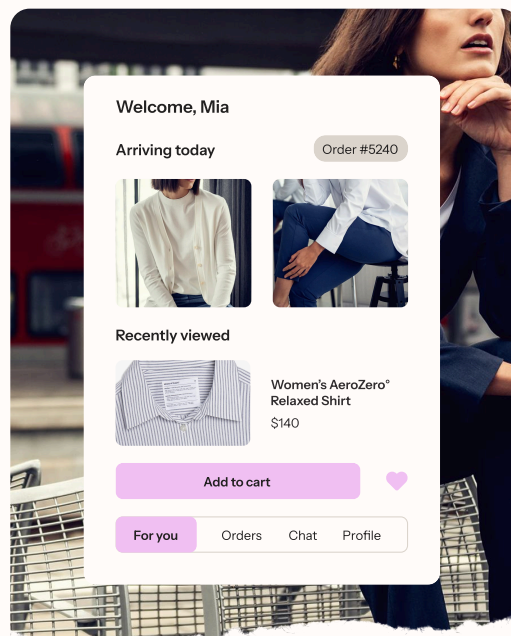 Welcome, Mia
Arriving today
Order #5240
Recently viewed
Women's AeroZero°
Relaxed Shirt
$140
Add to cart
For you
Orders
Chat
Profile